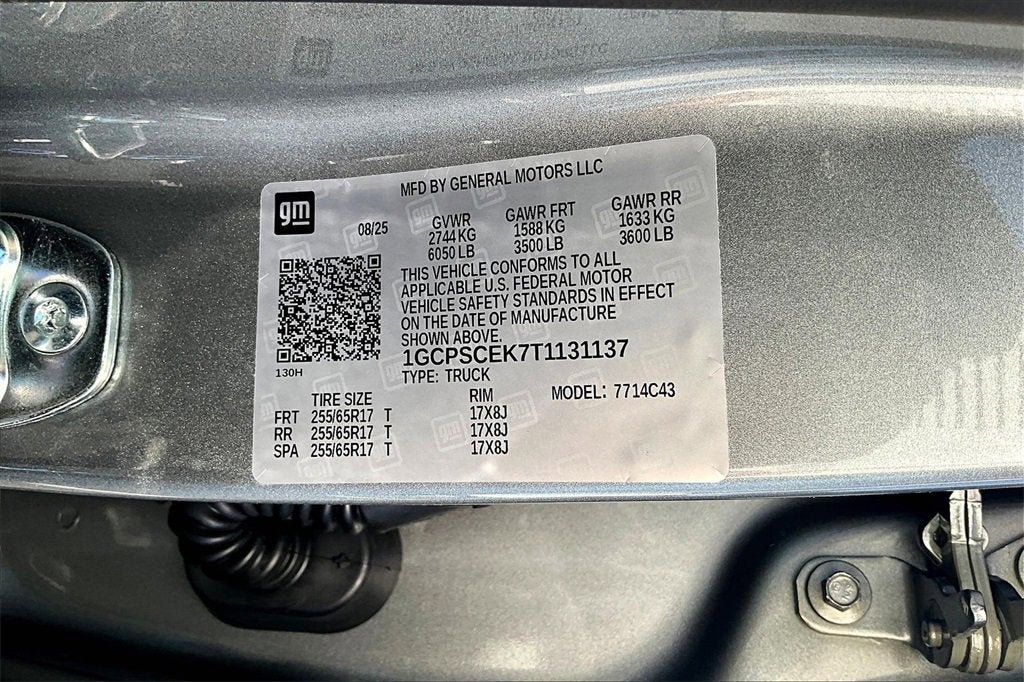 MFD BY GENERAL MOTORS LLC
gm
08/25
GVWR GAWR FRT GAWR RR
2744 KG 1588 KG 1633 KG
6050 LB 3500 LB 3600 LB
THIS VEHICLE CONFORMS TO ALL
APPLICABLE U.S. FEDERAL MOTOR
VEHICLE SAFETY STANDARDS IN EFFECT
ON THE DATE OF MANUFACTURE
SHOWN ABOVE.
1GCPSCEK7T1131137
130H
TYPE: TRUCK
TIRE SIZE RIM MODEL: 7714C43
FRT 255/65R17 T 17X8J
RR 255/65R17 T 17X8J
SPA 255/65R17 T 17X8J